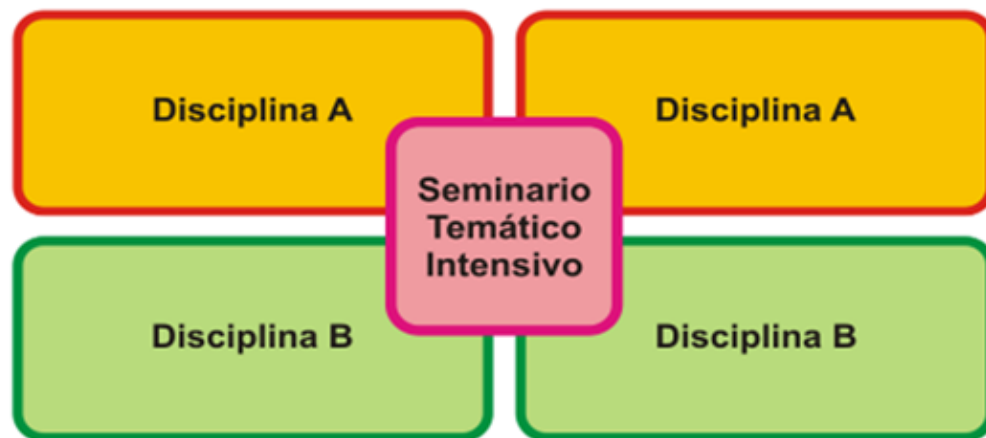 Disciplina A
Disciplina A
Seminario
Temático
Intensivo
Disciplina B
Disciplina B